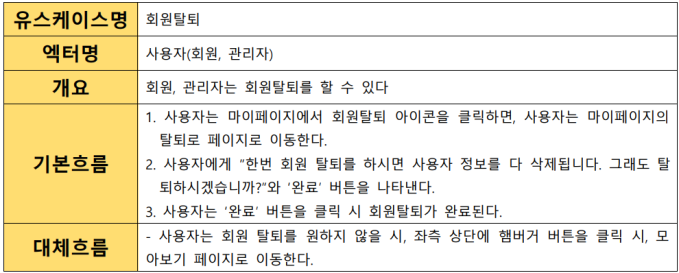 유스케이스명 회원탈퇴
엑터명 사용자(회원, 관리자)
개요 회원, 관리자는 회원탈퇴를 할 수 있다
기본흐름
1. 사용자는 마이페이지에서 회원탈퇴 아이콘을 클릭하면, 사용자는 마이페이지의
탈퇴로 페이지로 이동한다.
2. 사용자에게 “한번 회원 탈퇴를 하시면 사용자 정보를 다 삭제됩니다. 그래도 탈
퇴하시겠습니까?”와 ‘완료’ 버튼을 나타낸다.
3. 사용자는 ‘완료’ 버튼을 클릭 시 회원탈퇴가 완료된다.
대체흐름
- 사용자는 회원 탈퇴를 원하지 않을 시, 좌측 상단에 햄버거 버튼을 클릭 시, 모
아보기 페이지로 이동한다.